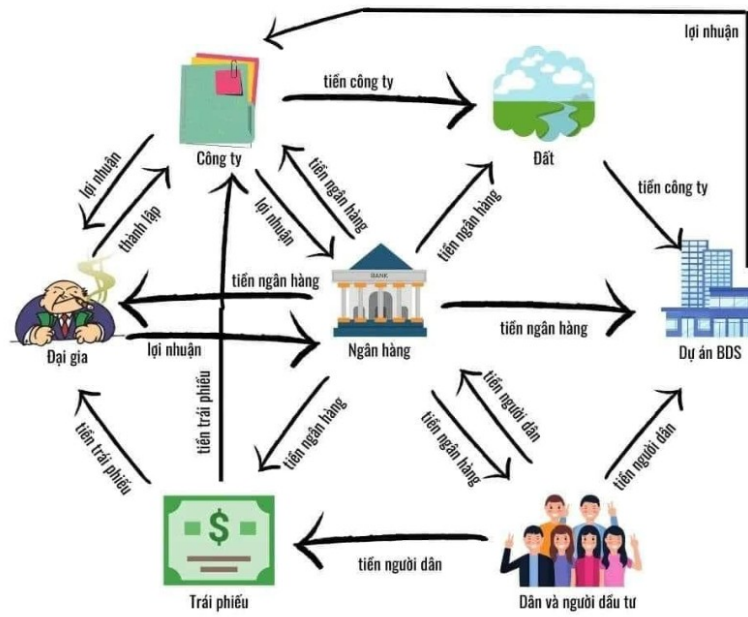 lợi nhuận
tiền công ty
Công ty
Đất
lợi nhuận
thành lập
lợi nhuận
tiền ngân hàng
tiền ngân hàng
tiền công ty
BANK
tiền ngân hàng
Đại gia
lợi nhuận
Ngân hàng
tiền ngân hàng
Dự án BDS
tiền trái phiếu
tiền trái phiếu
tiền ngân hàng
tiền ngân hàng
tiền người dân
tiền người dân
$
tiền người dân
Trái phiếu
Dân và người đầu tư